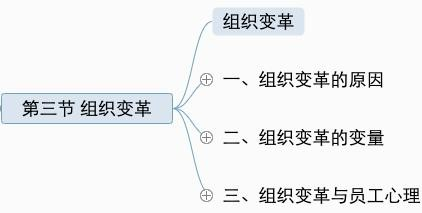 组织变革
一、组织变革的原因
第三节 组织变革
二、组织变革的变量
三、组织变革与员工心理